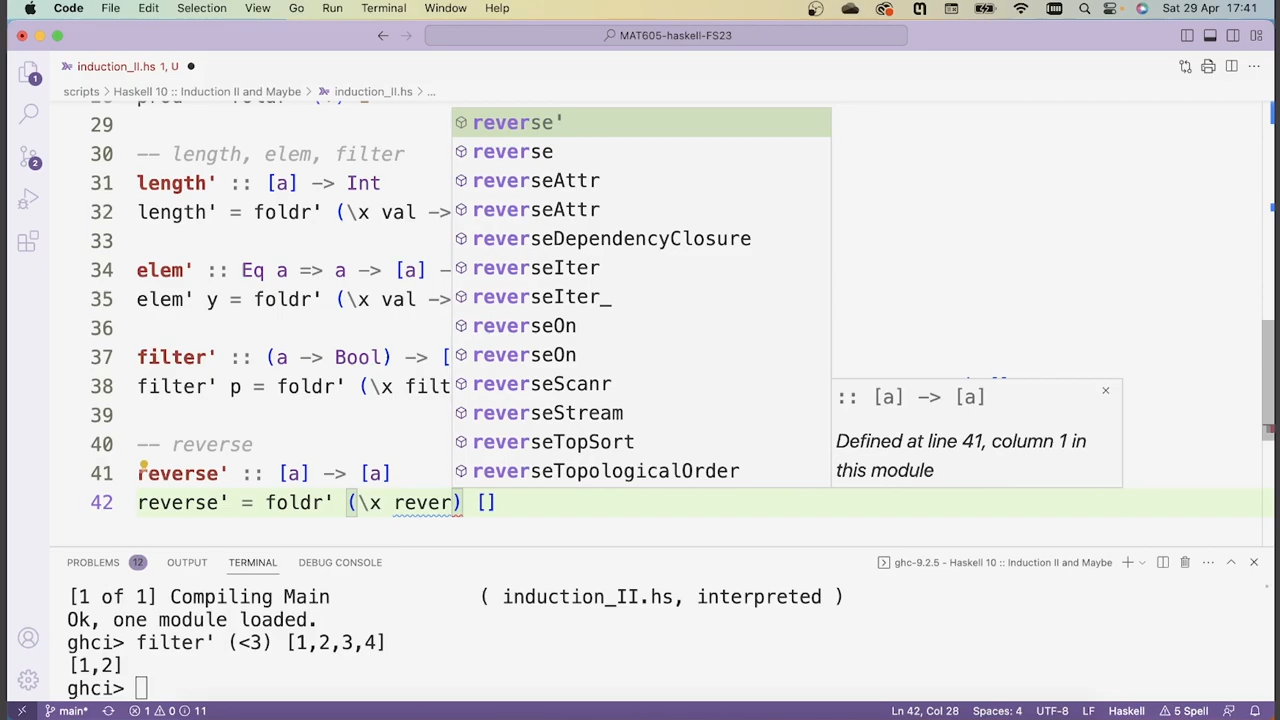 Code File Edit Selection View Go Run Terminal Window Help Sat 29 Apr 17:41
MAT605-haskell-FS23
induction_II.hs 1, U
scripts > Haskell 10 :: Induction II and Maybe > induction_II.hs > ...
29
30 -- length, elem, filter
31 length' :: [a] -> Int
32 length' = foldr' (\x val ->
33
34 elem' :: Eq a => a -> [a] -
35 elem' y = foldr' (\x val ->
36
37 filter' :: (a -> Bool) -> [
38 filter' p = foldr' (\x filt
39
40 -- reverse
41 reverse' :: [a] -> [a]
42 reverse' = foldr' (\x rever) []
reverse'
reverse
reverseAttr
reverseAttr
reverseDependencyClosure
reverseIter
reverseIter_
reverseOn
reverseOn
reverseScanr
reverseStream
reverseTopSort
reverseTopologicalOrder
:: [a] -> [a]
Defined at line 41, column 1 in
this module
PROBLEMS 12 OUTPUT TERMINAL DEBUG CONSOLE ghc-9.2.5 - Haskell 10 :: Induction II and Maybe
[1 of 1] Compiling Main ( induction_II.hs, interpreted )
Ok, one module loaded.
ghci> filter' (<3) [1,2,3,4]
[1,2]
ghci>
main* 1 0 11 Ln 42, Col 28 Spaces: 4 UTF-8 LF Haskell 5 Spell